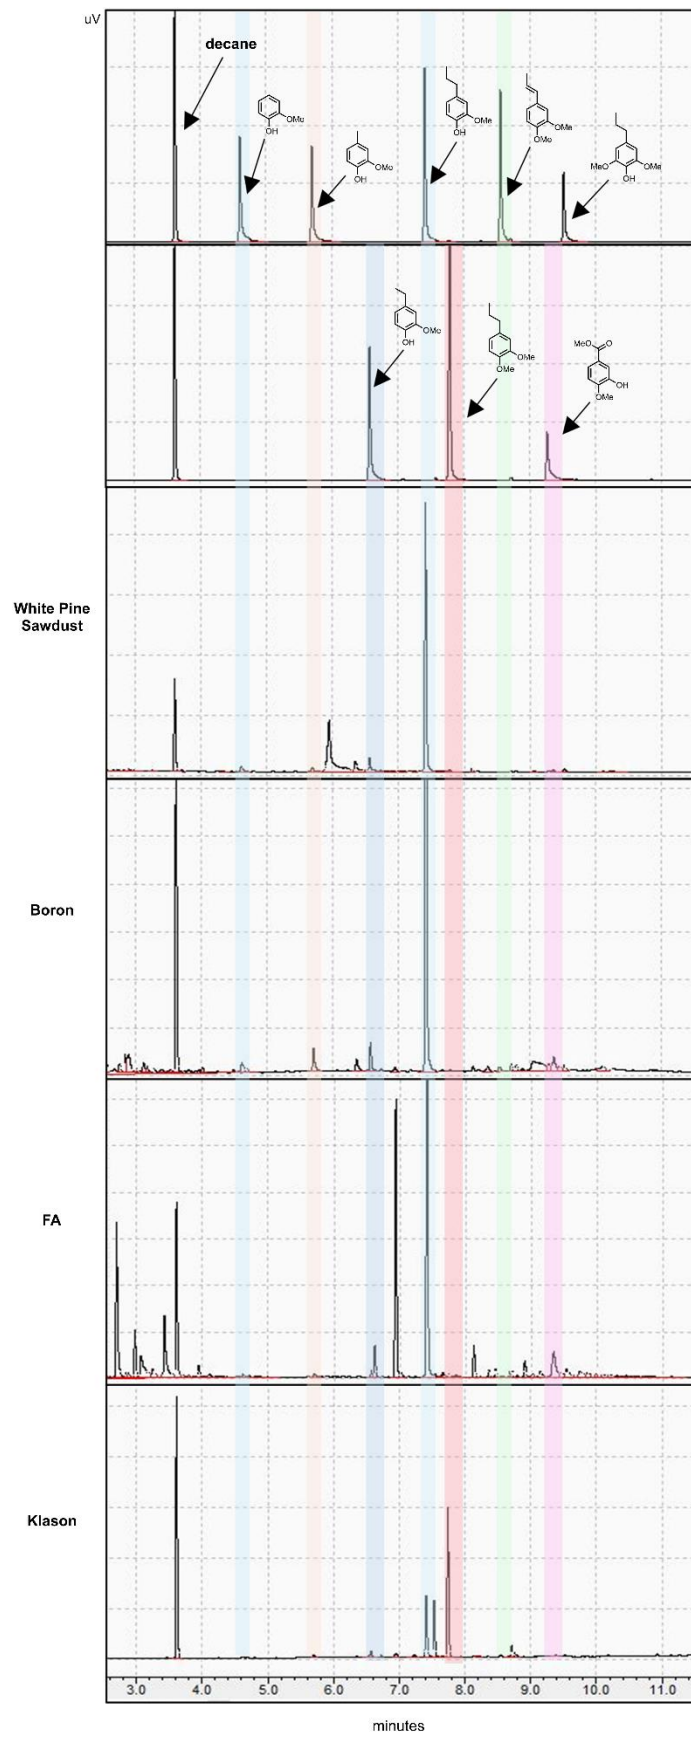 uV
decane
OMe
OH
OMe
OH
OMe
OH
OMe
OMe
MeO
OMe
OH
OMe
OH
OMe
OMe
MeO
O
OH
OMe
White Pine
Sawdust
Boron
FA
Klason
3.0 4.0 5.0 6.0 7.0 8.0 9.0 10.0 11.0
minutes